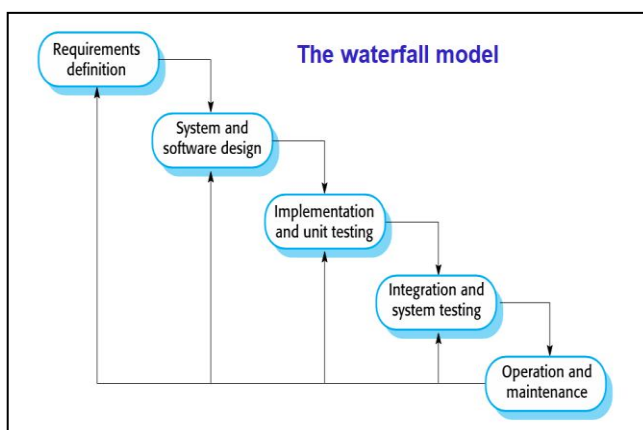 The waterfall model
Requirements
definition
System and
software design
Implementation
and unit testing
Integration and
system testing
Operation and
maintenance